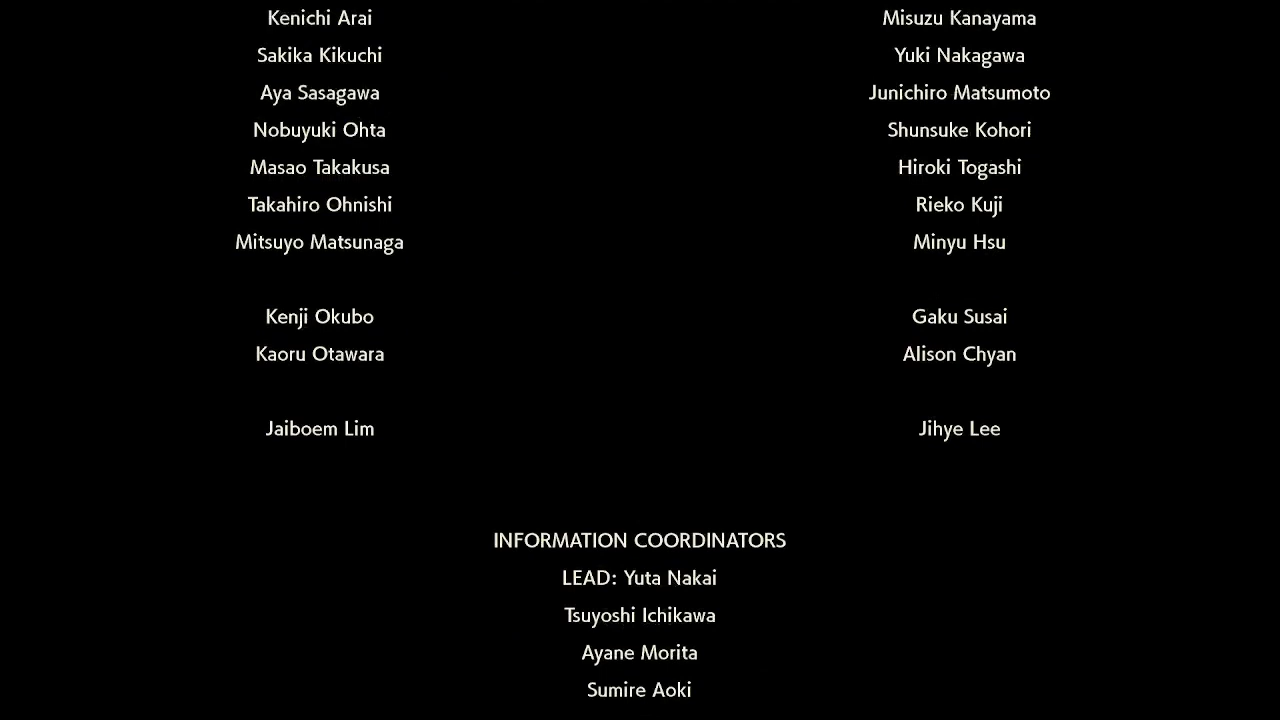 Kenichi Arai Misuzu Kanayama
Sakika Kikuchi Yuki Nakagawa
Aya Sasagawa Junichiro Matsumoto
Nobuyuki Ohta Shunsuke Kohori
Masao Takakusa Hiroki Togashi
Takahiro Ohnishi Rieko Kuji
Mitsuyo Matsunaga Minyu Hsu
Kenji Okubo Gaku Susai
Kaoru Otawara Alison Chyan
Jaiboem Lim Jihye Lee
INFORMATION COORDINATORS
LEAD: Yuta Nakai
Tsuyoshi Ichikawa
Ayane Morita
Sumire Aoki